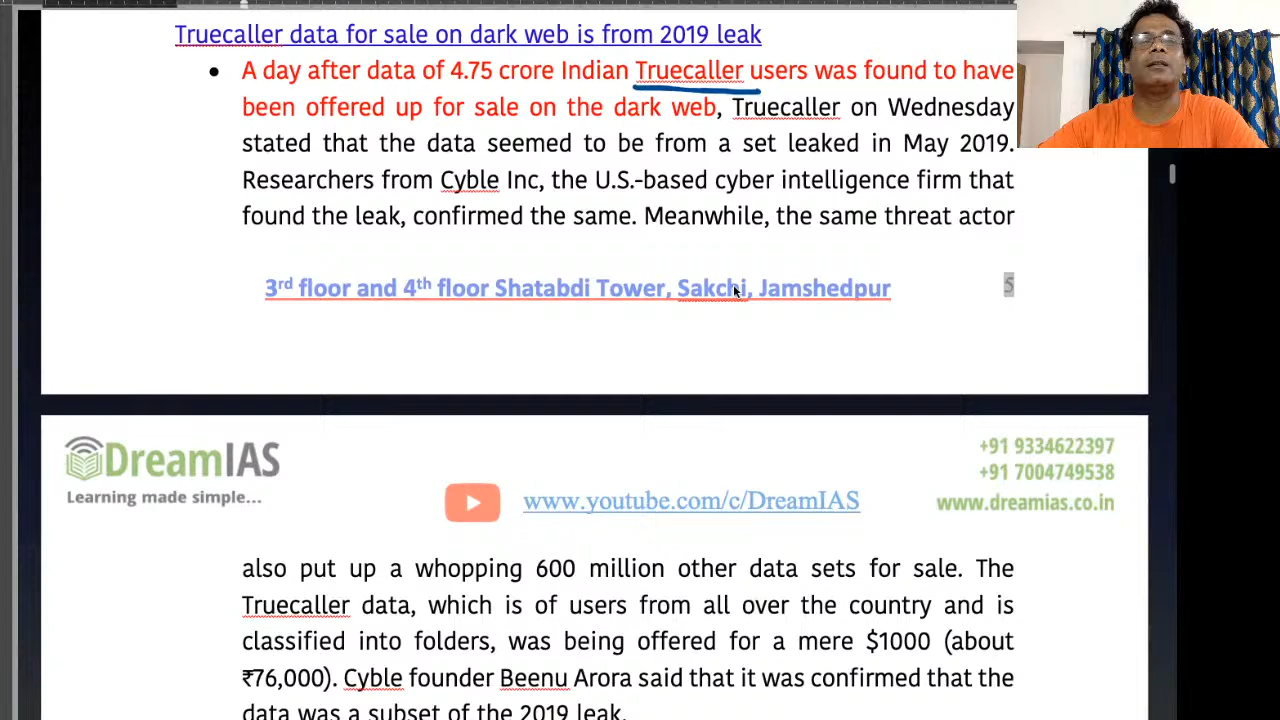 Truecaller data for sale on dark web is from 2019 leak
• A day after data of 4.75 crore Indian Truecaller users was found to have
been offered up for sale on the dark web, Truecaller on Wednesday
stated that the data seemed to be from a set leaked in May 2019.
Researchers from Cyble Inc, the U.S.-based cyber intelligence firm that
found the leak, confirmed the same. Meanwhile, the same threat actor
3rd floor and 4th floor Shatabdi Tower, Sakchi, Jamshedpur
5
DreamIAS
Learning made simple...
www.youtube.com/c/DreamIAS
+91 9334622397
+91 7004749538
www.dreamias.co.in
also put up a whopping 600 million other data sets for sale. The
Truecaller data, which is of users from all over the country and is
classified into folders, was being offered for a mere $1000 (about
₹76,000). Cyble founder Beenu Arora said that it was confirmed that the
data was a subset of the 2019 leak.